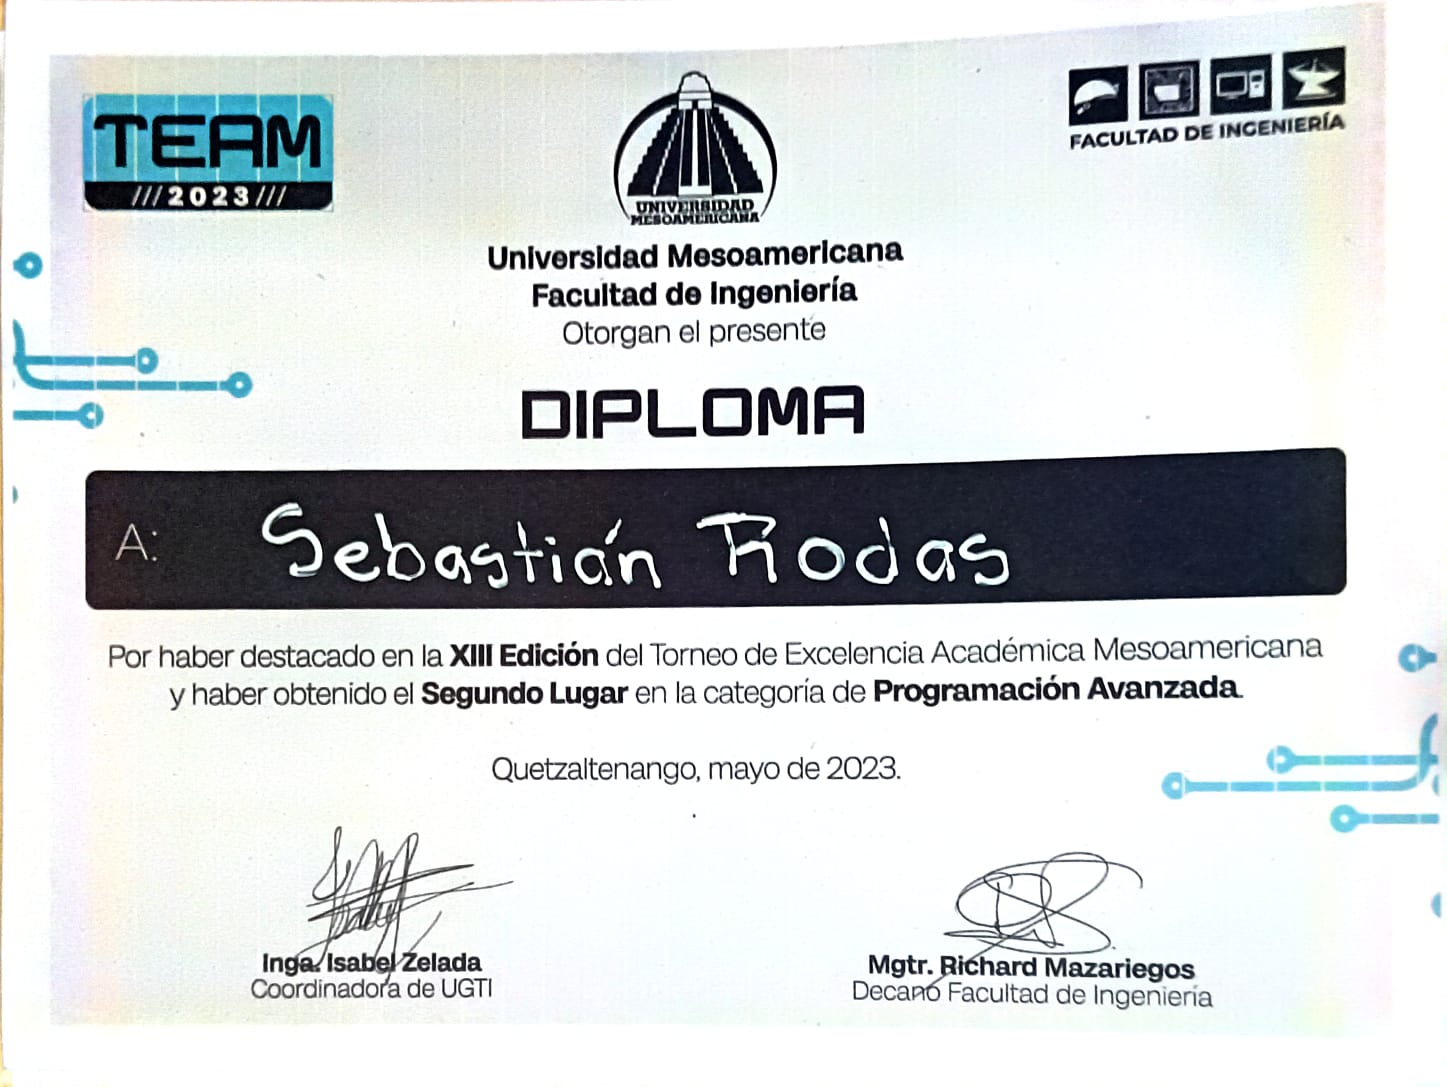 TEAM
///2023///
UNIVERSIDAD
MESOAMERICANA
FACULTAD DE INGENIERÍA
Universidad Mesoamericana
Facultad de Ingeniería
Otorgan el presente
DIPLOMA
A: Sebastián Rodas
Por haber destacado en la XIII Edición del Torneo de Excelencia Académica Mesoamericana
y haber obtenido el Segundo Lugar en la categoría de Programación Avanzada.
Quetzaltenango, mayo de 2023.
Inga. Isabel Zelada
Coordinadora de UGTI
Mgtr. Richard Mazariegos
Decano Facultad de Ingeniería